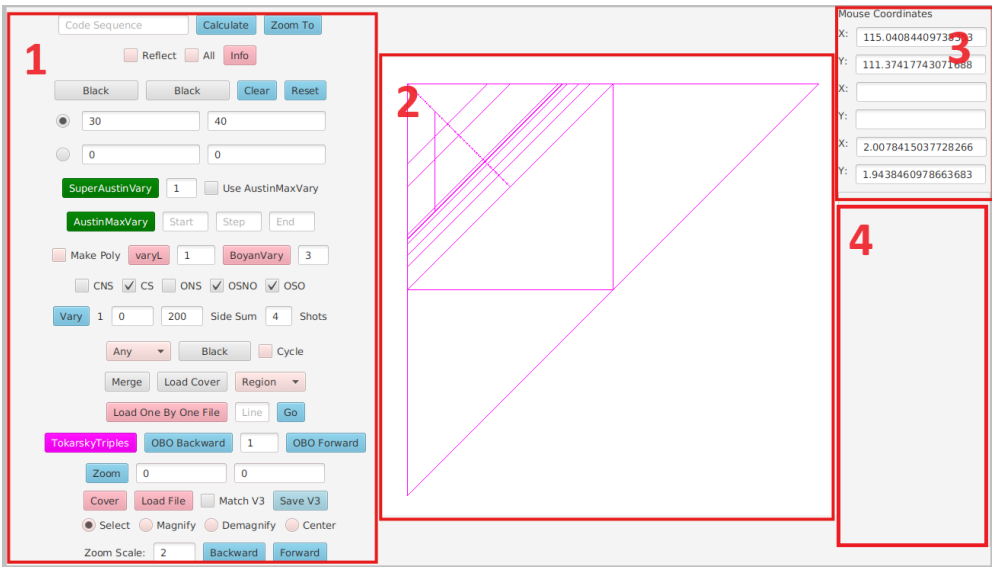 Mouse Coordinates
Code Sequence Calculate Zoom To
1
Reflect All Info
Black Black Clear Reset
30 40
0 0
SuperAustinVary 1 Use AustinMaxVary
AustinMaxVary Start Step End
Make Poly varyL 1 BoyanVary 3
CNS CS ONS OSNO OSO
Vary 1 0 200 Side Sum 4 Shots
Any Black Cycle
Merge Load Cover Region
Load One By One File Line Go
TokarskyTriples OBO Backward 1 OBO Forward
Zoom 0 0
Cover Load File Match V3 Save V3
Select Magnify Demagnify Center
Zoom Scale: 2 Backward Forward
2
X:
3
Y: 111.37417743071688
X:
Y:
X: 2.0078415037728266
Y: 1.9438460978663683
4